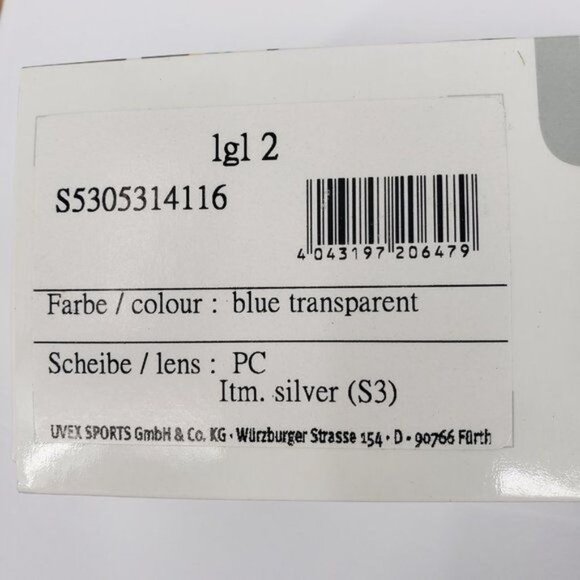 lgl 2
S5305314116
4 043197 206479
Farbe / colour : blue transparent
Scheibe / lens : PC
ltm. silver (S3)
UVEX SPORTS GmbH & Co. KG · Würzburger Strasse 154 · D · 90766 Fürth